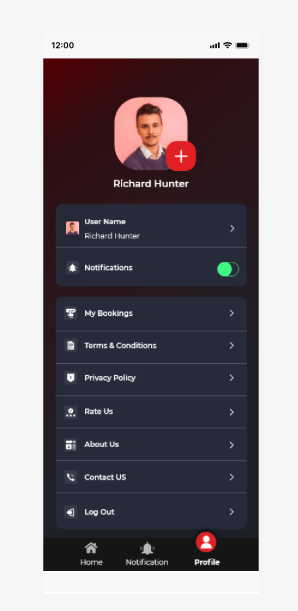 12:00
Richard Hunter
User Name
Richard Hunter
Notifications
My Bookings
Terms & Conditions
Privacy Policy
Rate Us
About Us
Contact US
Log Out
Home
Notification
Profile